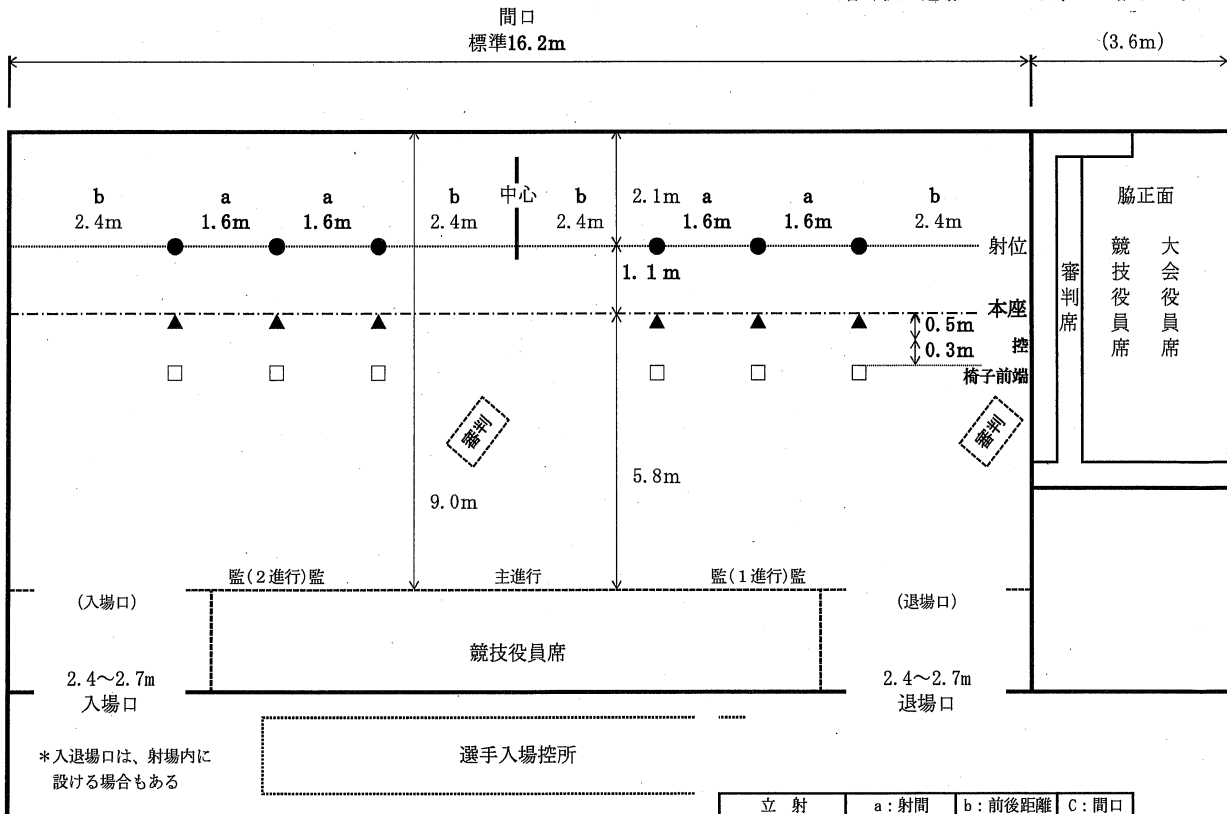 間口
標準16.2m
(3.6m)
b a a b 中心 b 2.1m a a b
2.4m 1.6m 1.6m 2.4m 2.4m 1.6m 1.6m 2.4m
脇正面
射位
1.1m
審判席
競技役員席
大会役員席
本座
0.5m
控
0.3m
椅子前端
審判
審判
5.8m
9.0m
監(2進行)監 主進行 監(1進行)監
(入場口) (退場口)
競技役員席
2.4～2.7m 2.4～2.7m
入場口 退場口
＊入退場口は、射場内に
設ける場合もある
選手入場控所
立 射 a：射間 b：前後距離 C：間口